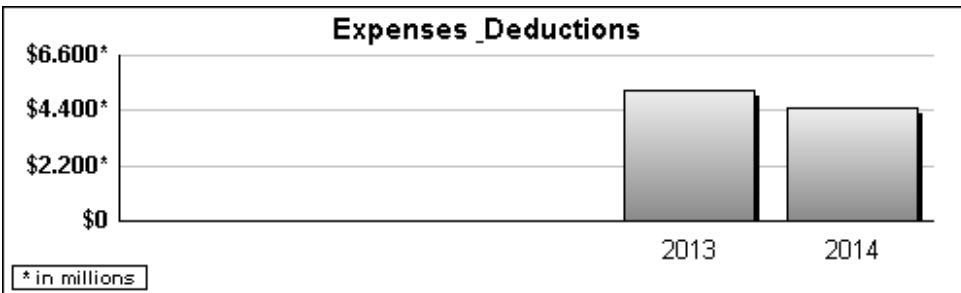 Expenses _Deductions
$6.600*
$4.400*
$2.200*
$0
2013 2014
* in millions